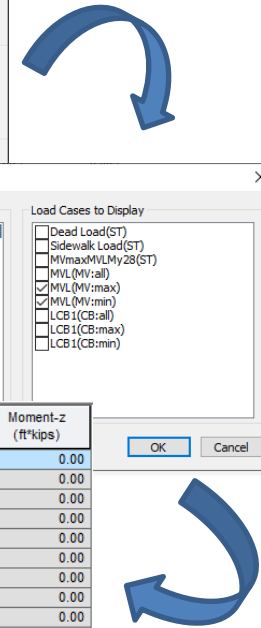 Load Cases to Display
Dead Load(ST)
Sidewalk Load(ST)
MVmaxMVLMy28(ST)
MVL(MV:all)
MVL(MV:max)
MVL(MV:min)
LCB1(CB:all)
LCB1(CB:max)
LCB1(CB:min)
OK
Cancel
Moment-z
(ft*kips)
0.00
0.00
0.00
0.00
0.00
0.00
0.00
0.00
0.00